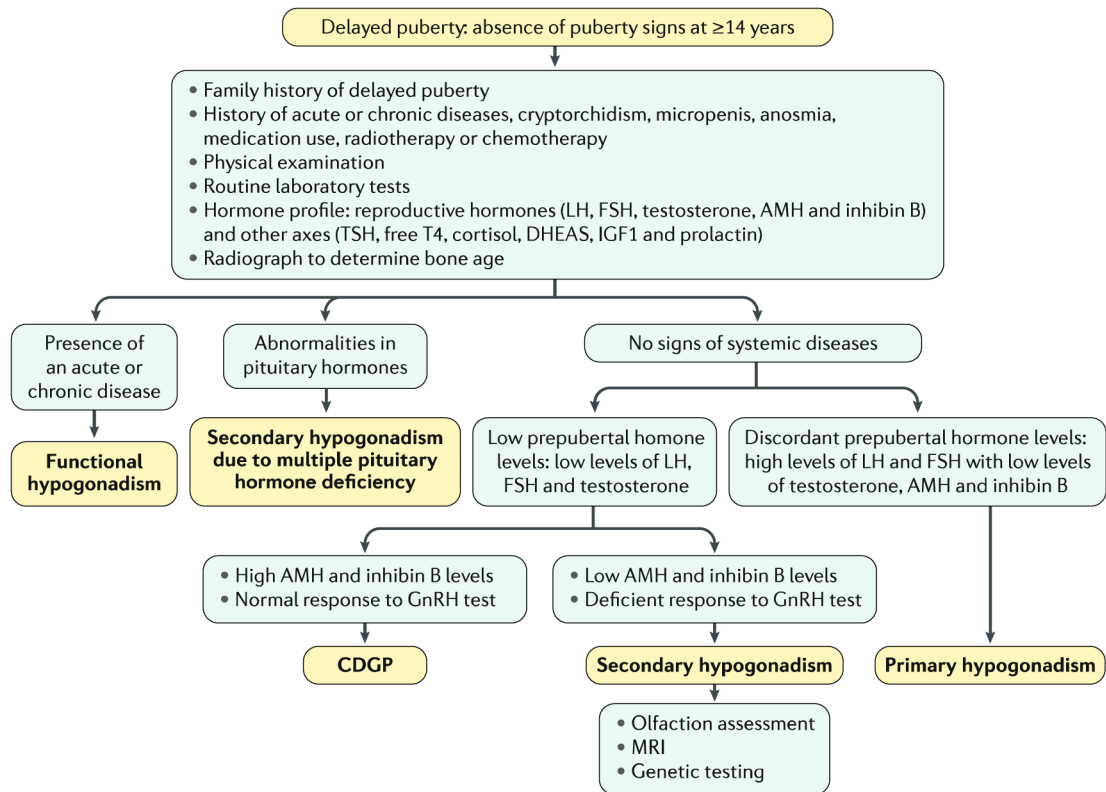 Delayed puberty: absence of puberty signs at ≥14 years
• Family history of delayed puberty
• History of acute or chronic diseases, cryptorchidism, micropenis, anosmia,
medication use, radiotherapy or chemotherapy
• Physical examination
• Routine laboratory tests
• Hormone profile: reproductive hormones (LH, FSH, testosterone, AMH and inhibin B)
and other axes (TSH, free T4, cortisol, DHEAS, IGF1 and prolactin)
• Radiograph to determine bone age
Presence of
an acute or
chronic disease
Abnormalities in
pituitary hormones
No signs of systemic diseases
Functional
hypogonadism
Secondary hypogonadism
due to multiple pituitary
hormone deficiency
Low prepubertal homone
levels: low levels of LH,
FSH and testosterone
Discordant prepubertal hormone levels:
high levels of LH and FSH with low levels
of testosterone, AMH and inhibin B
• High AMH and inhibin B levels
• Normal response to GnRH test
• Low AMH and inhibin B levels
• Deficient response to GnRH test
CDGP
Secondary hypogonadism
Primary hypogonadism
• Olfaction assessment
• MRI
• Genetic testing